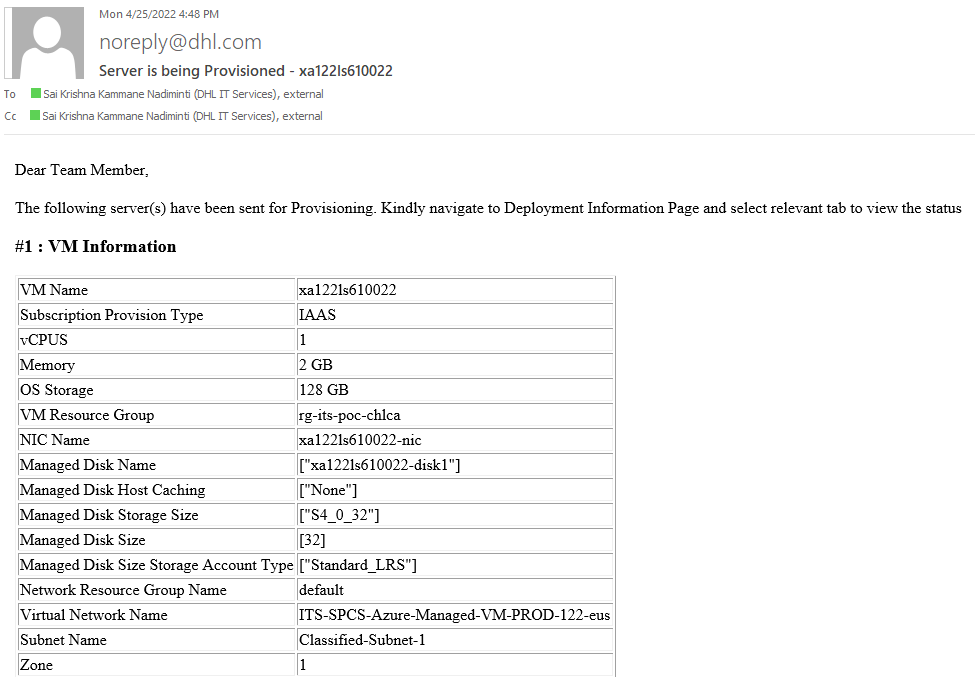 Mon 4/25/2022 4:48 PM
noreply@dhl.com
Server is being Provisioned - xa122ls610022
To Sai Krishna Kammane Nadiminti (DHL IT Services), external
Cc Sai Krishna Kammane Nadiminti (DHL IT Services), external
Dear Team Member,
The following server(s) have been sent for Provisioning. Kindly navigate to Deployment Information Page and select relevant tab to view the status
#1 : VM Information
VM Name xa122ls610022
Subscription Provision Type IAAS
vCPUS 1
Memory 2 GB
OS Storage 128 GB
VM Resource Group rg-its-poc-chlca
NIC Name xa122ls610022-nic
Managed Disk Name ["xa122ls610022-disk1"]
Managed Disk Host Caching ["None"]
Managed Disk Storage Size ["S4_0_32"]
Managed Disk Size [32]
Managed Disk Size Storage Account Type ["Standard_LRS"]
Network Resource Group Name default
Virtual Network Name ITS-SPCS-Azure-Managed-VM-PROD-122-eus
Subnet Name Classified-Subnet-1
Zone 1